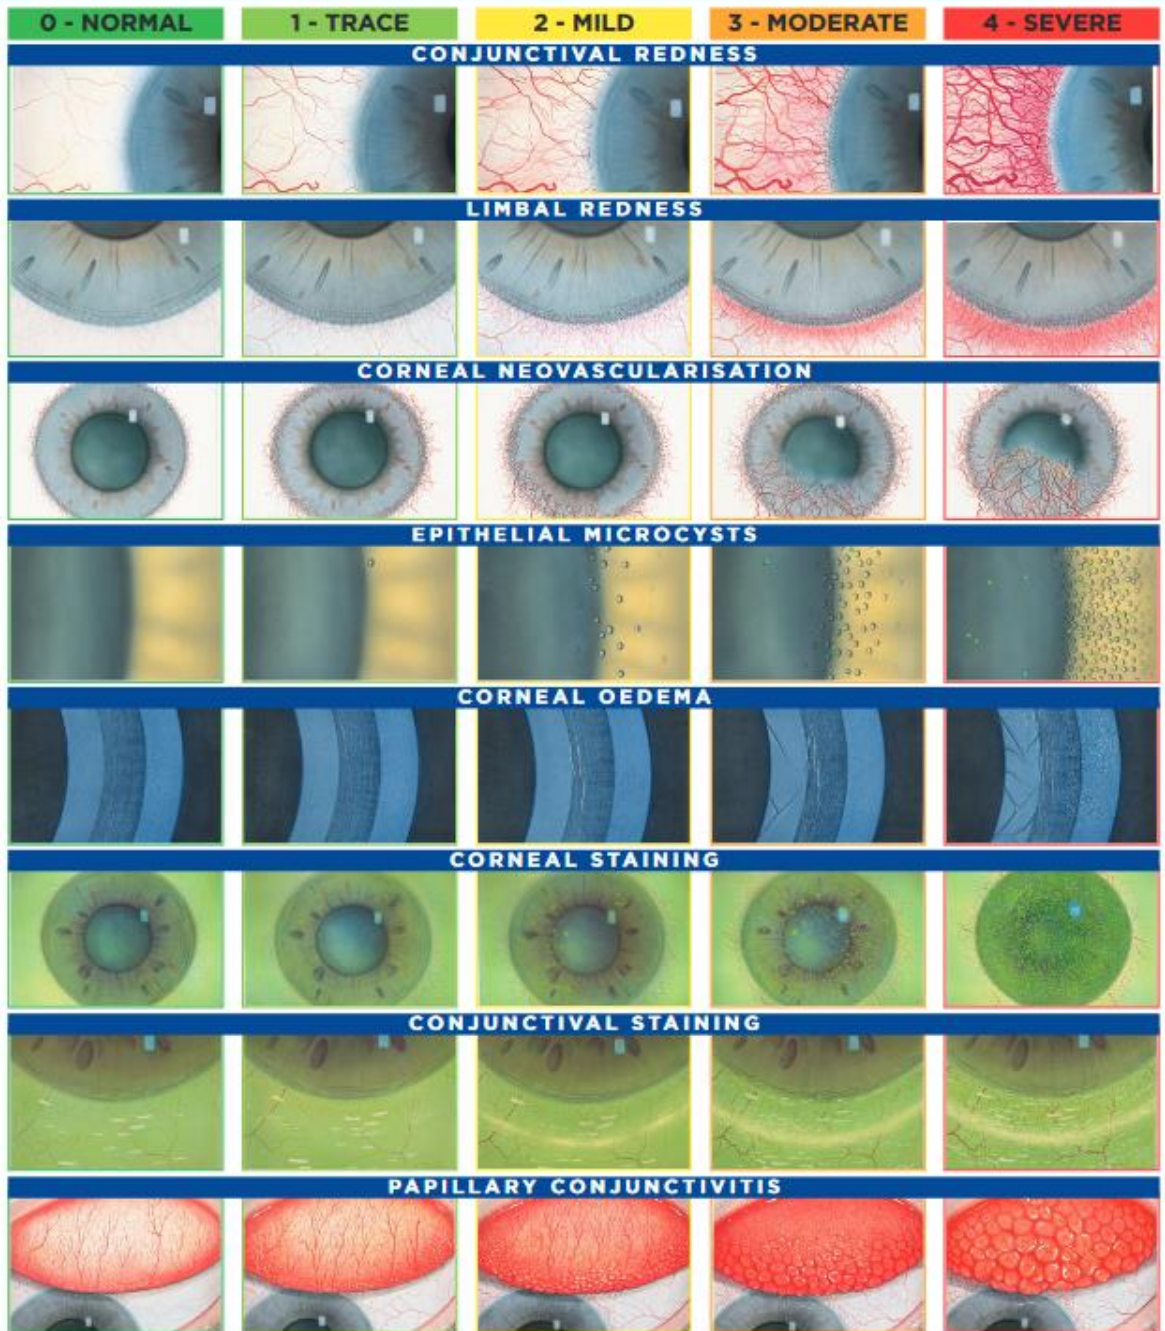 0 - NORMAL 1 - TRACE 2 - MILD 3 - MODERATE 4 - SEVERE
CONJUNCTIVAL REDNESS
LIMBAL REDNESS
CORNEAL NEOVASCULARISATION
EPITHELIAL MICROCYSTS
CORNEAL OEDEMA
CORNEAL STAINING
CONJUNCTIVAL STAINING
PAPILLARY CONJUNCTIVITIS